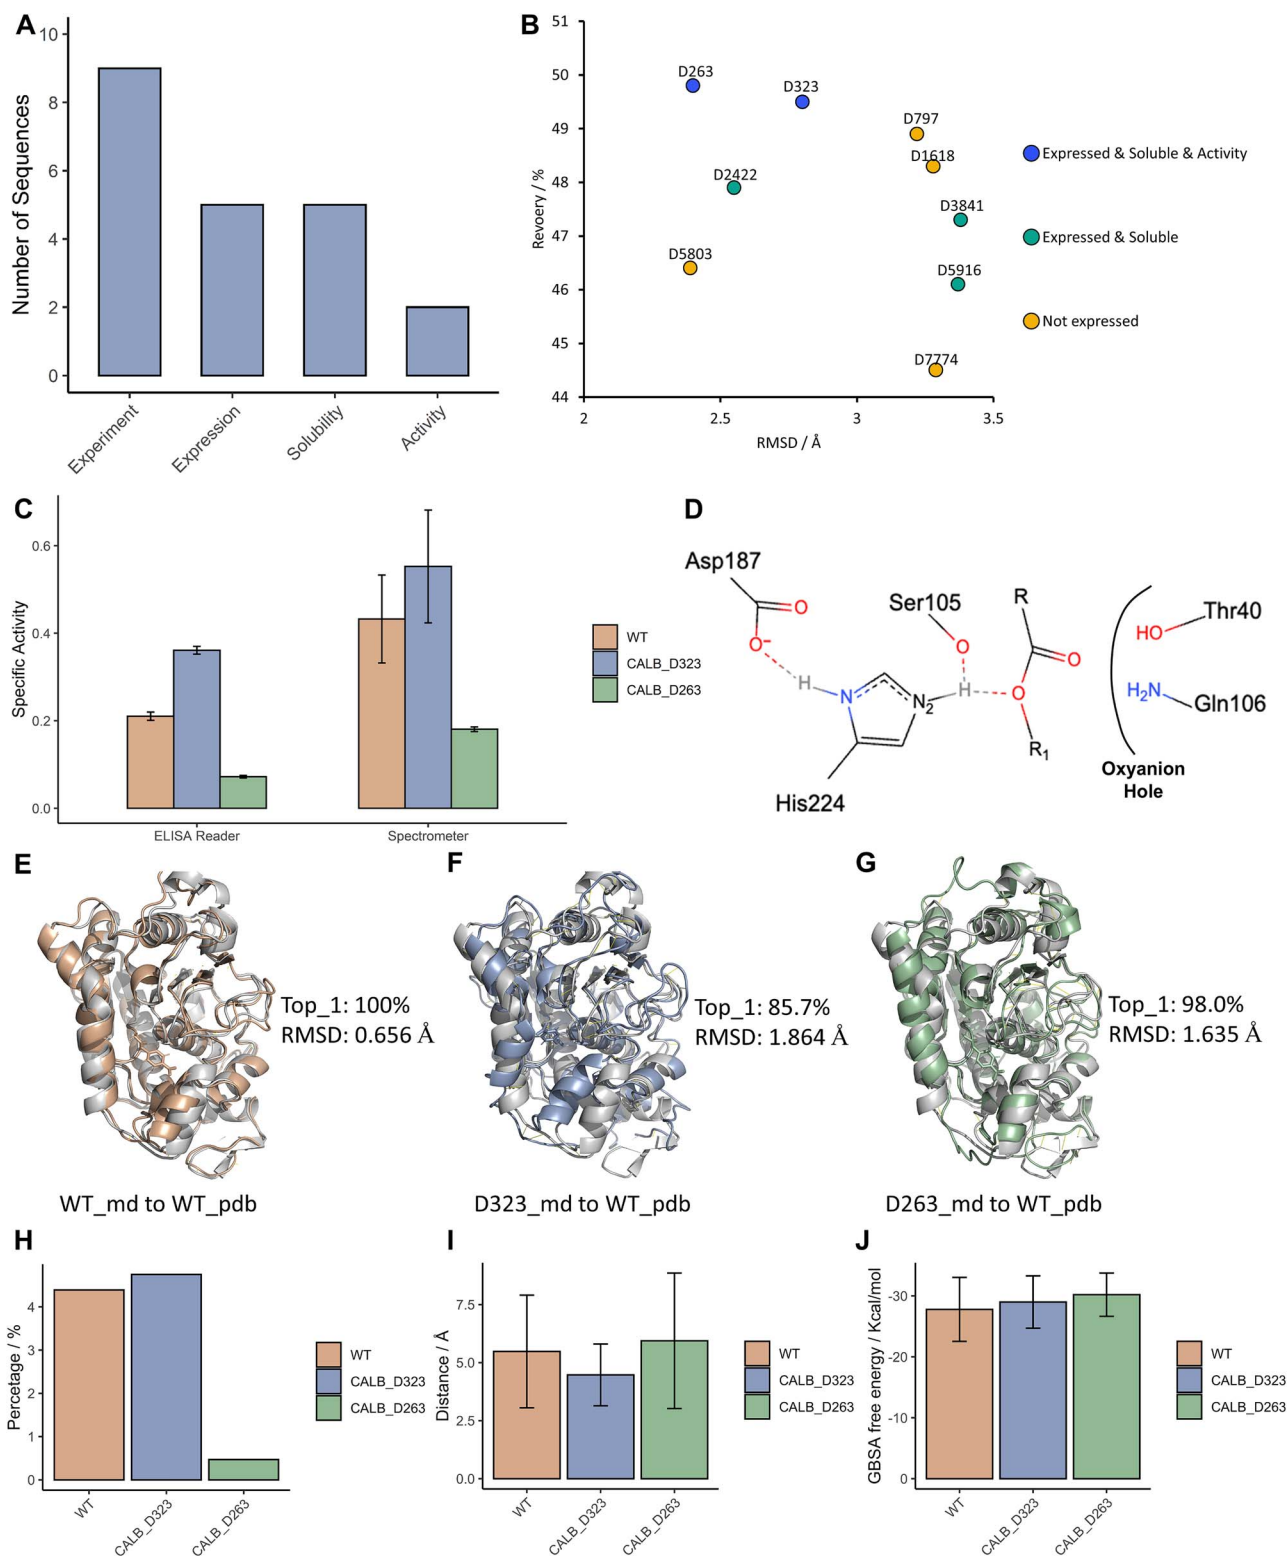 A
10
8
6
4
2
0
Number of Sequences
Experiment
Expression
Solubility
Activity
B
51
50
49
48
47
46
45
44
Revoery / %
2
2.5
3
3.5
RMSD / Å
D263
D323
D797
D1618
D2422
D3841
D5803
D5916
D7774
Expressed & Soluble & Activity
Expressed & Soluble
Not expressed
C
0.6
0.4
0.2
0.0
Specific Activity
ELISA Reader
Spectrometer
WT
CALB_D323
CALB_D263
D
Asp187
O
O-
H
N
N2
H
His224
Ser105
O
R
O
O
R1
Thr40
HO
H2N
Gln106
Oxyanion
Hole
E
Top_1: 100%
RMSD: 0.656 Å
WT_md to WT_pdb
F
Top_1: 85.7%
RMSD: 1.864 Å
D323_md to WT_pdb
G
Top_1: 98.0%
RMSD: 1.635 Å
D263_md to WT_pdb
H
4
3
2
1
0
Percetage / %
WT
CALB_D323
CALB_D263
WT
CALB_D323
CALB_D263
I
7.5
5.0
2.5
0.0
Distance / Å
WT
CALB_D323
CALB_D263
WT
CALB_D323
CALB_D263
J
-30
-20
-10
0
GBSA free energy / Kcal/mol
WT
CALB_D323
CALB_D263
WT
CALB_D323
CALB_D263